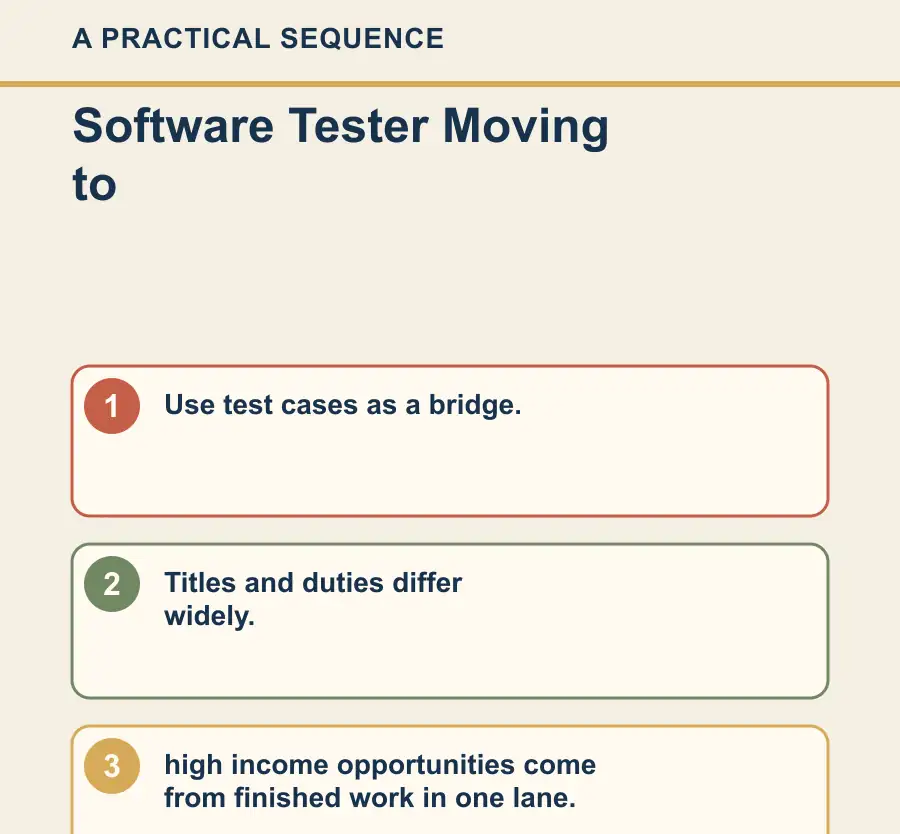 A PRACTICAL SEQUENCE
Software Tester Moving
to
1
Use test cases as a bridge.
2
Titles and duties differ
widely.
3
high income opportunities come
from finished work in one lane.